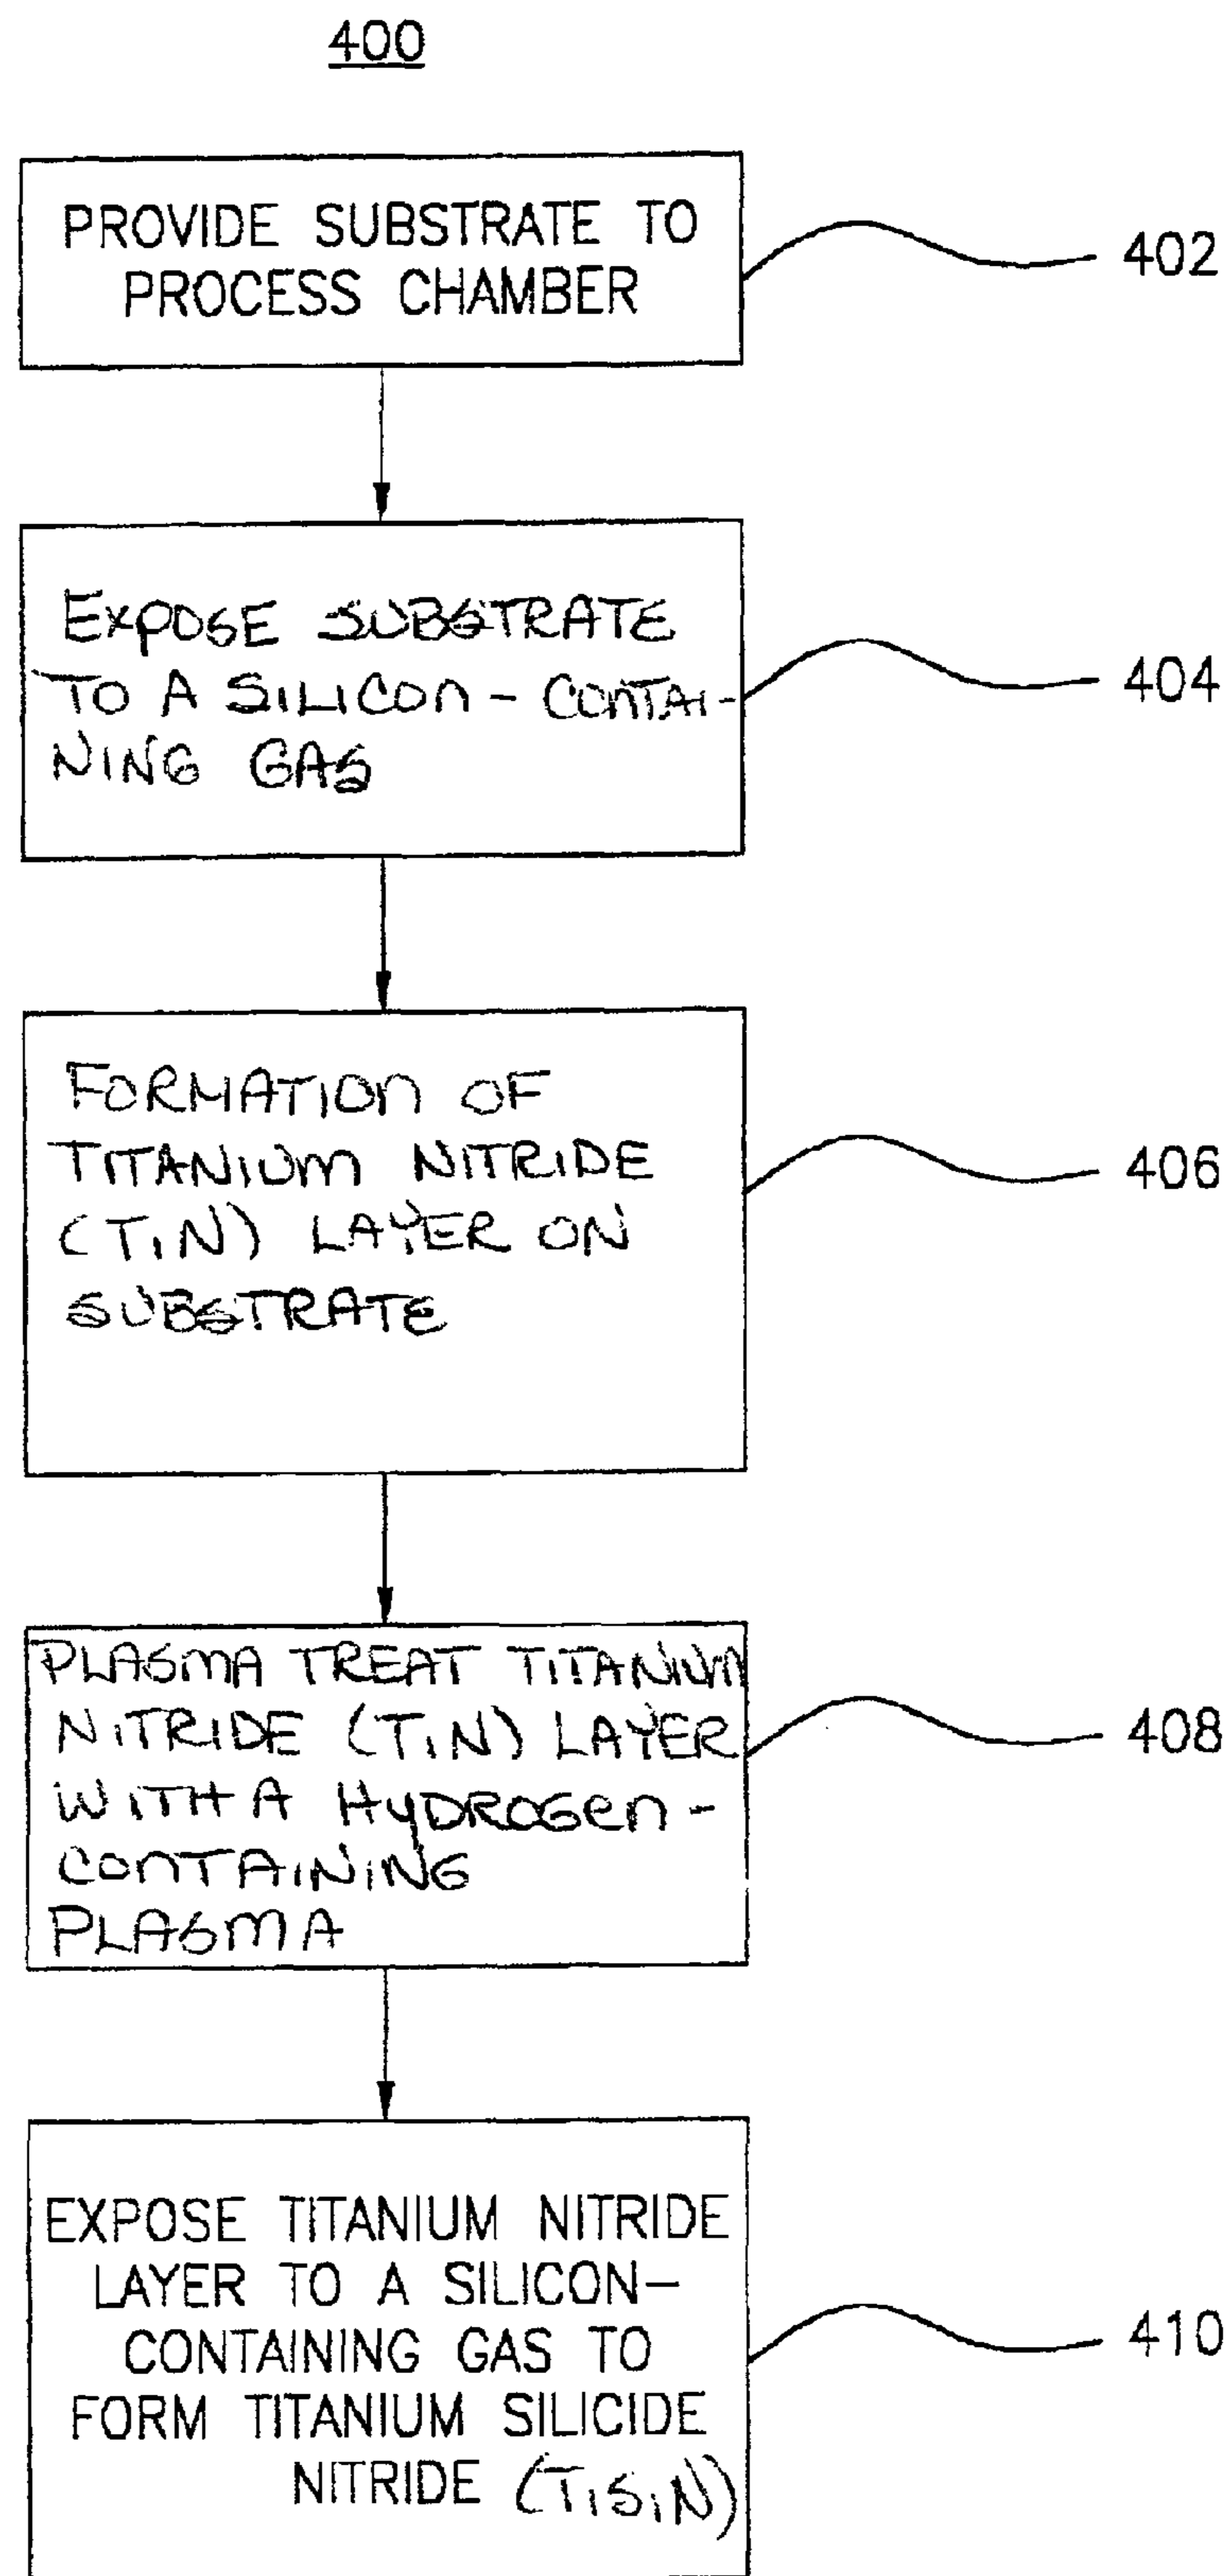 400
PROVIDE SUBSTRATE TO
PROCESS CHAMBER
402
EXPOSE SUBSTRATE
TO A SILICON - CONTAI-
NING GAS
404
FORMATION OF
TITANIUM NITRIDE
(TiN) LAYER ON
SUBSTRATE
406
PLASMA TREAT TITANIUM
NITRIDE (TiN) LAYER
WITH A HYDROGEN-
CONTAINING
PLASMA
408
EXPOSE TITANIUM NITRIDE
LAYER TO A SILICON-
CONTAINING GAS TO
FORM TITANIUM SILICIDE
NITRIDE (TiSiN)
410